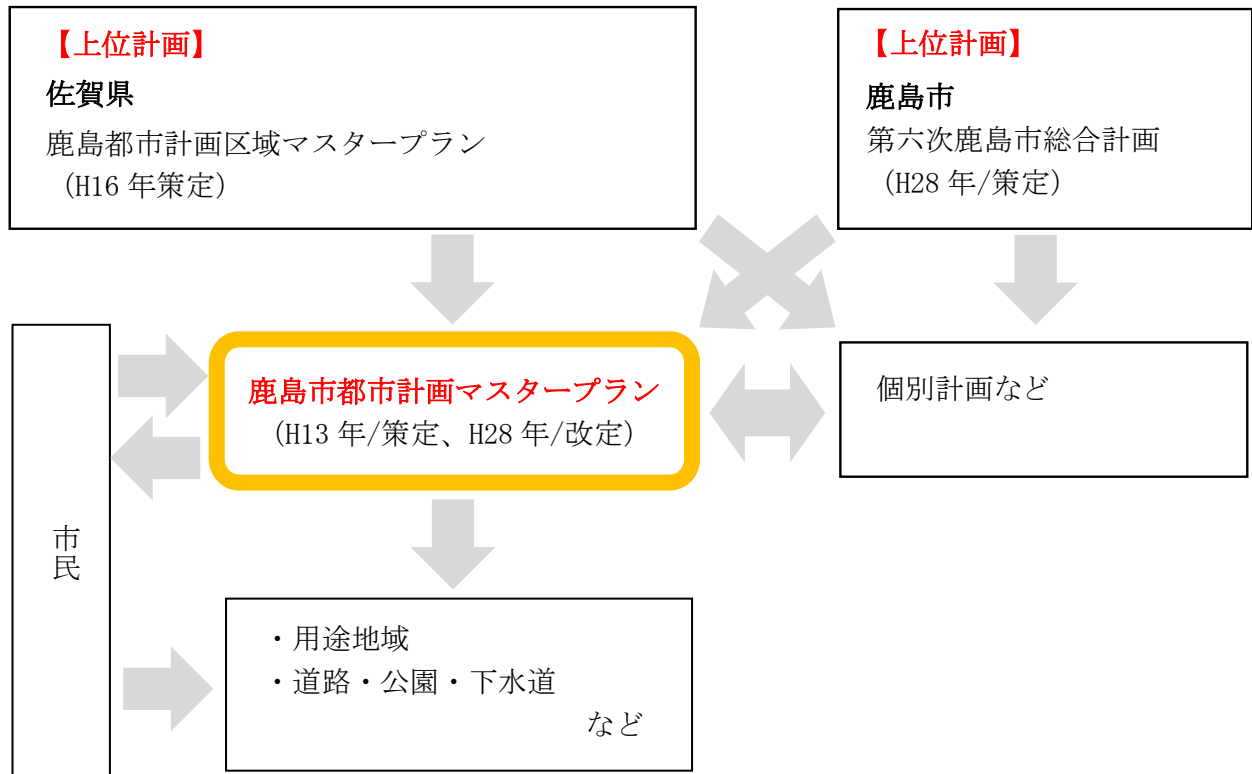 【上位計画】
佐賀県
鹿島都市計画区域マスタープラン
（H16 年策定）
【上位計画】
鹿島市
第六次鹿島市総合計画
（H28 年/策定）
鹿島市都市計画マスタープラン
（H13 年/策定、H28 年/改定）
個別計画など
市民
・用途地域
・道路・公園・下水道
など